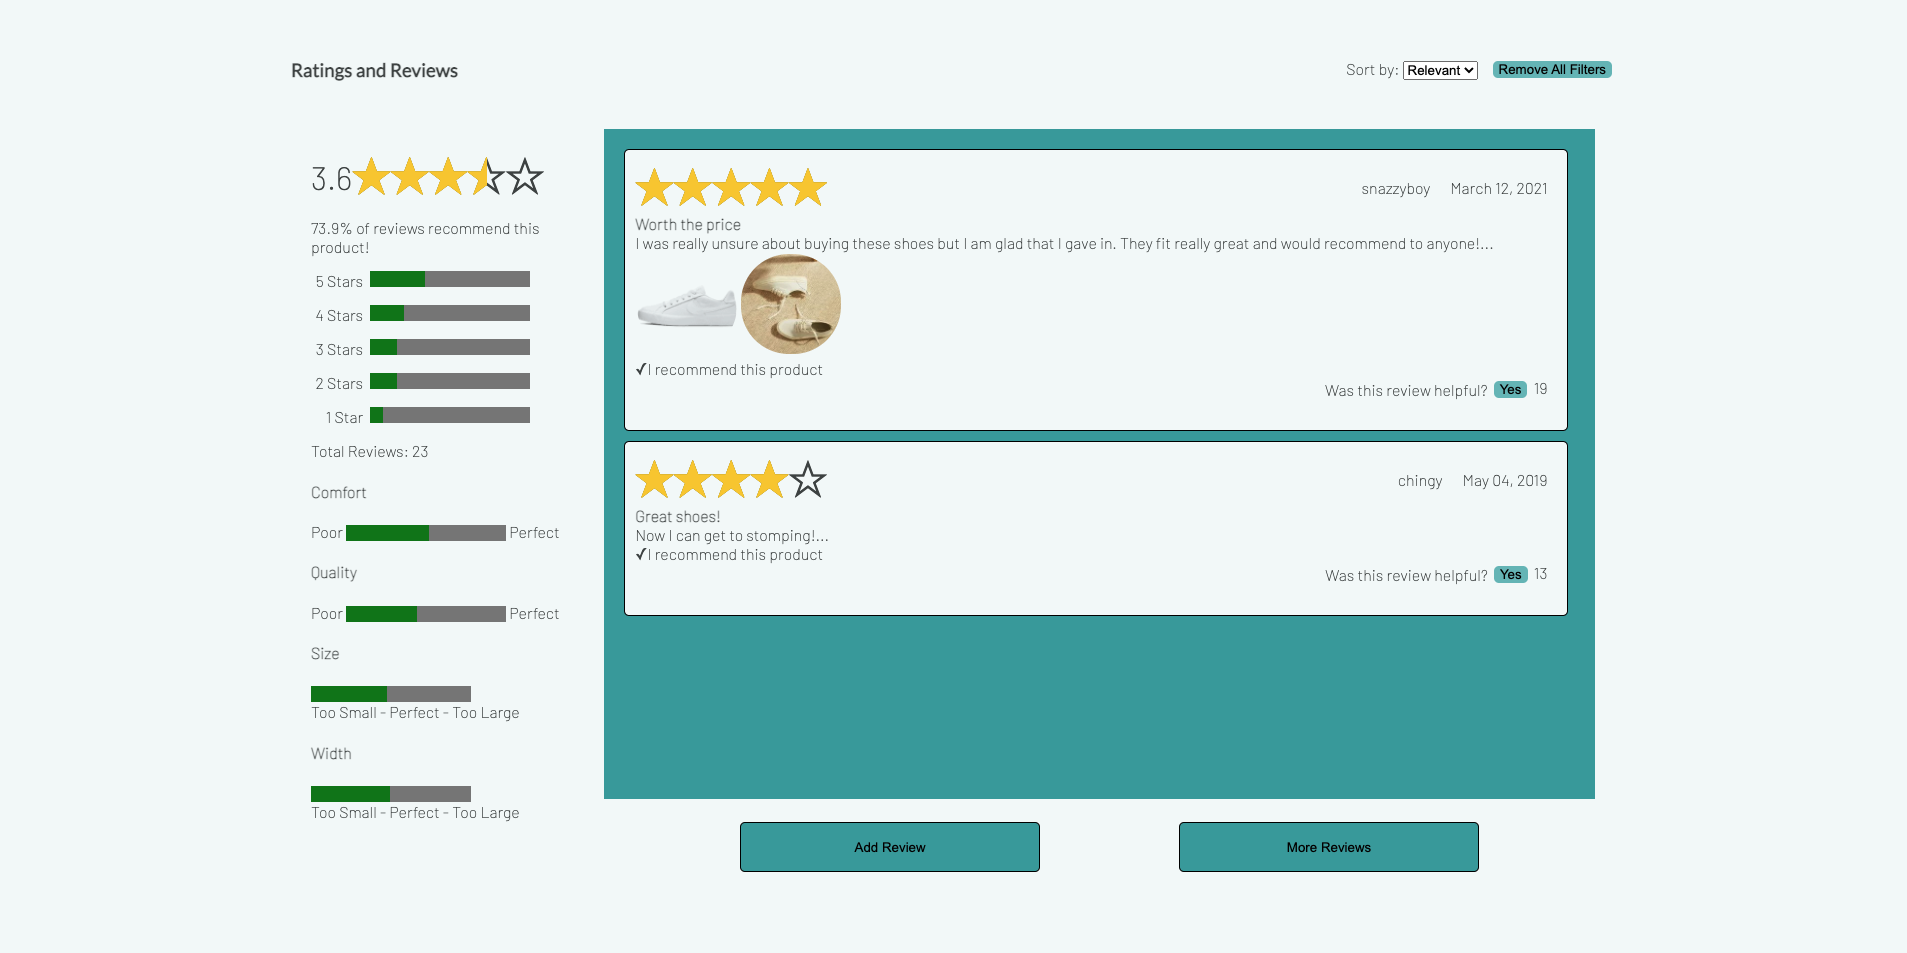 Ratings and Reviews
Sort by: Relevant Remove All Filters
3.6
73.9% of reviews recommend this
product!
5 Stars
4 Stars
3 Stars
2 Stars
1 Star
Total Reviews: 23
Comfort
Poor Perfect
Quality
Poor Perfect
Size
Too Small - Perfect - Too Large
Width
Too Small - Perfect - Too Large
snazzyboy March 12, 2021
Worth the price
I was really unsure about buying these shoes but I am glad that I gave in. They fit really great and would recommend to anyone!...
✓I recommend this product
Was this review helpful? Yes 19
chingy May 04, 2019
Great shoes!
Now I can get to stomping!...
✓I recommend this product
Was this review helpful? Yes 13
Add Review
More Reviews